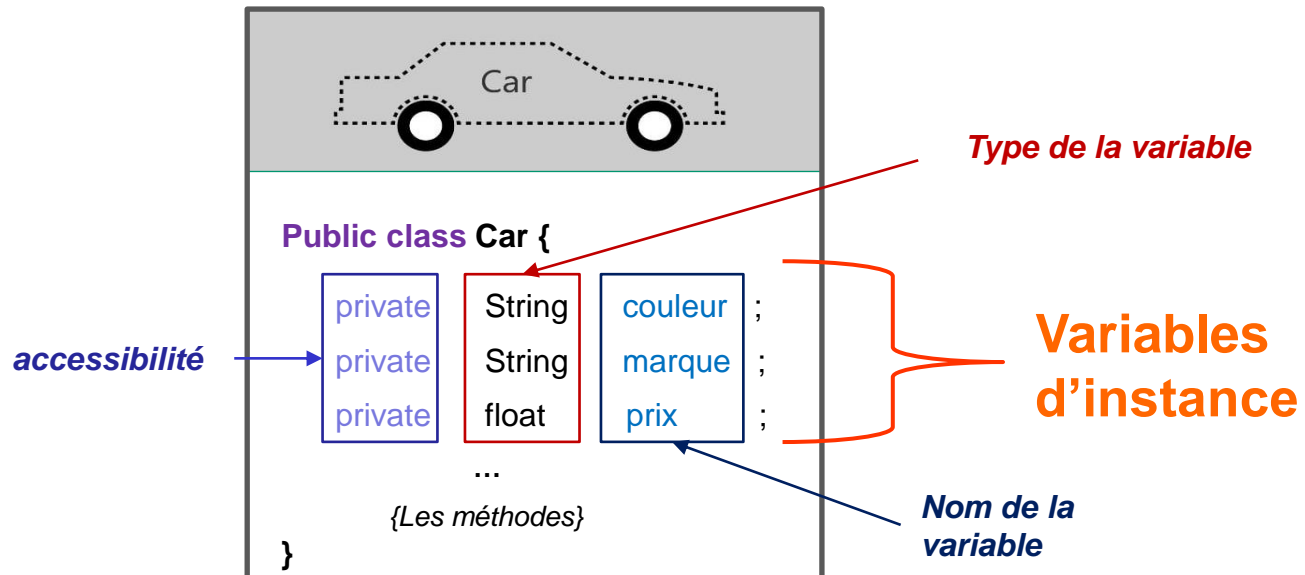 Car
Type de la variable
Public class Car {
private String couleur ;
accessibilité private String marque ;
private float prix ;
Variables
d’instance
...
{Les méthodes}
Nom de la
variable
}